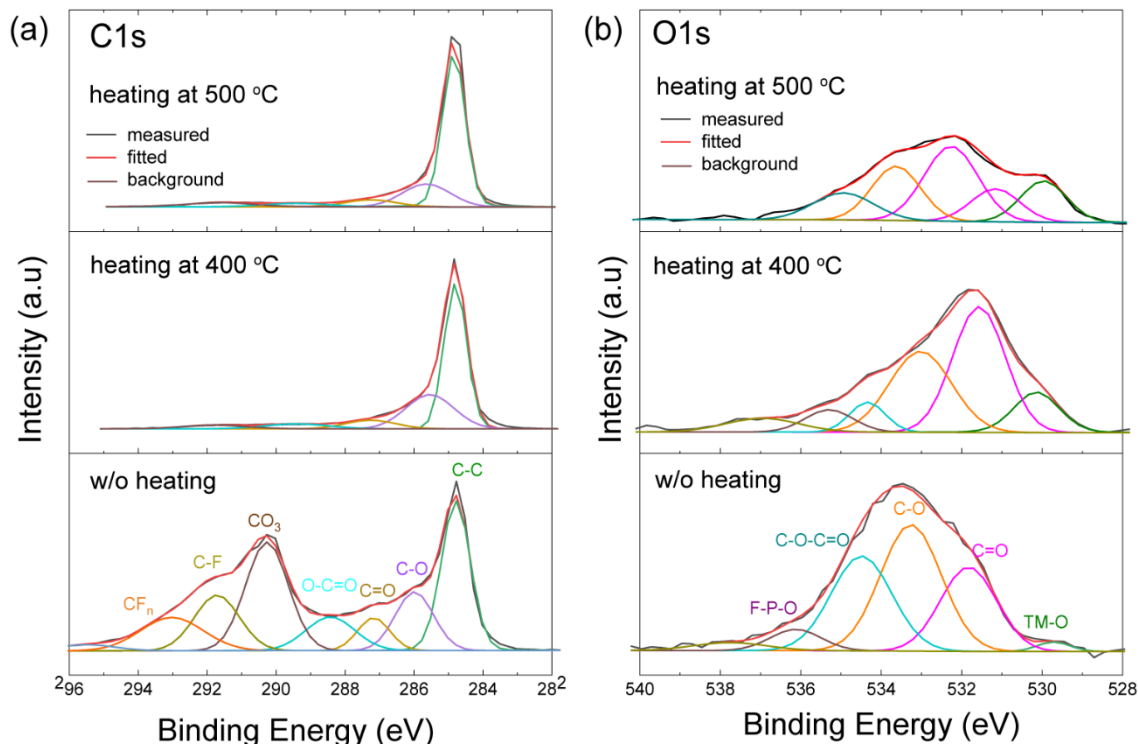 (a)
C1s
heating at 500 °C
measured
fitted
background
heating at 400 °C
w/o heating
C-C
CO3
C-F
O-C=O
C-O
C=O
CFn
Intensity (a.u)
296 294 292 290 288 286 284 282
Binding Energy (eV)
(b)
O1s
heating at 500 °C
measured
fitted
background
heating at 400 °C
w/o heating
C-O
C-O-C=O
C=O
F-P-O
TM-O
Intensity (a.u)
540 538 536 534 532 530 528
Binding Energy (eV)